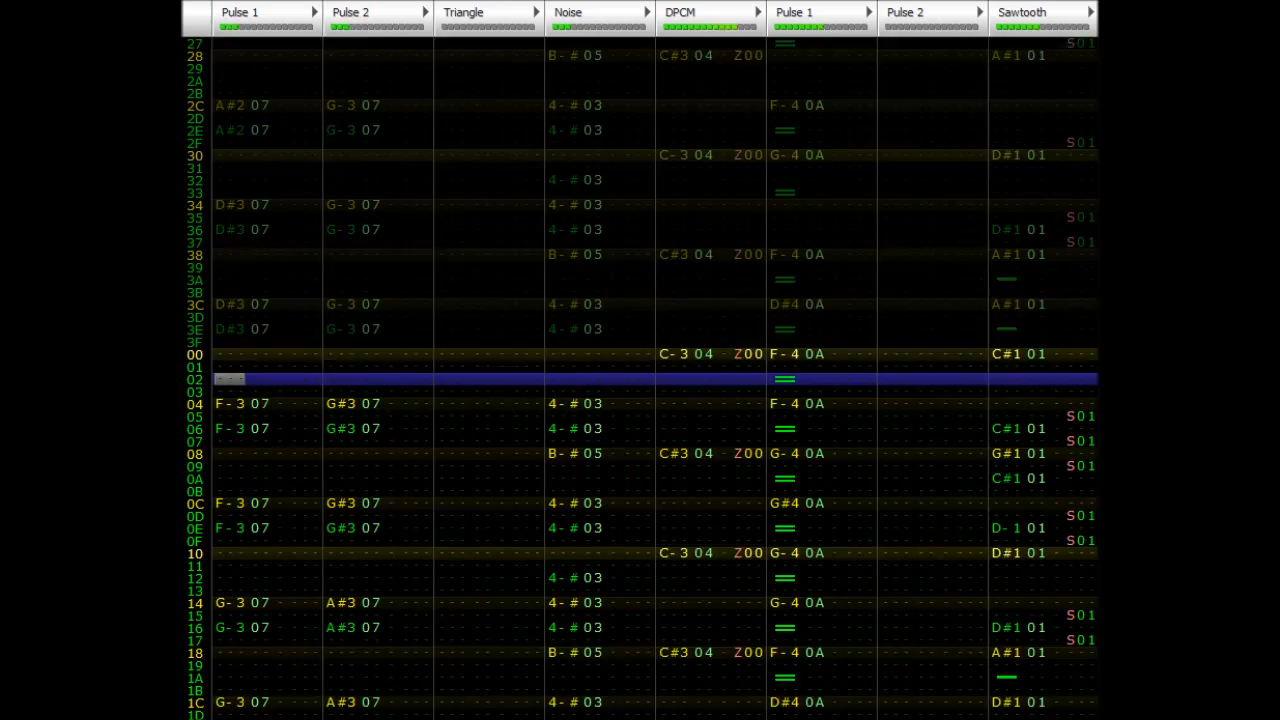 Pulse 1 Pulse 2 Triangle Noise DPCM Pulse 1 Pulse 2 Sawtooth
27 S01
28 B-# 05 C#3 04 Z00 A#1 01
29
2A
2B
2C A#2 07 G-3 07 4-# 03 F-4 0A
2D
2E A#2 07 G-3 07 4-# 03
2F S01
30 C-3 04 Z00 G-4 0A D#1 01
31
32 4-# 03
33
34 D#3 07 G-3 07 4-# 03
35 S01
36 D#3 07 G-3 07 4-# 03 D#1 01
37 S01
38 B-# 05 C#3 04 Z00 F-4 0A A#1 01
39
3A
3B
3C D#3 07 G-3 07 4-# 03 D#4 0A A#1 01
3D
3E D#3 07 G-3 07 4-# 03
3F
00 C-3 04 Z00 F-4 0A C#1 01
01
02
03
04 F-3 07 G#3 07 4-# 03 F-4 0A
05 S01
06 F-3 07 G#3 07 4-# 03 C#1 01
07 S01
08 B-# 05 C#3 04 Z00 G-4 0A G#1 01
09 S01
0A C#1 01
0B
0C F-3 07 G#3 07 4-# 03 G#4 0A
0D S01
0E F-3 07 G#3 07 4-# 03 D-1 01
0F S01
10 C-3 04 Z00 G-4 0A D#1 01
11
12 4-# 03
13
14 G-3 07 A#3 07 4-# 03 G-4 0A
15 S01
16 G-3 07 A#3 07 4-# 03 D#1 01
17 S01
18 B-# 05 C#3 04 Z00 F-4 0A A#1 01
19
1A
1B
1C G-3 07 A#3 07 4-# 03 D#4 0A D#1 01
1D